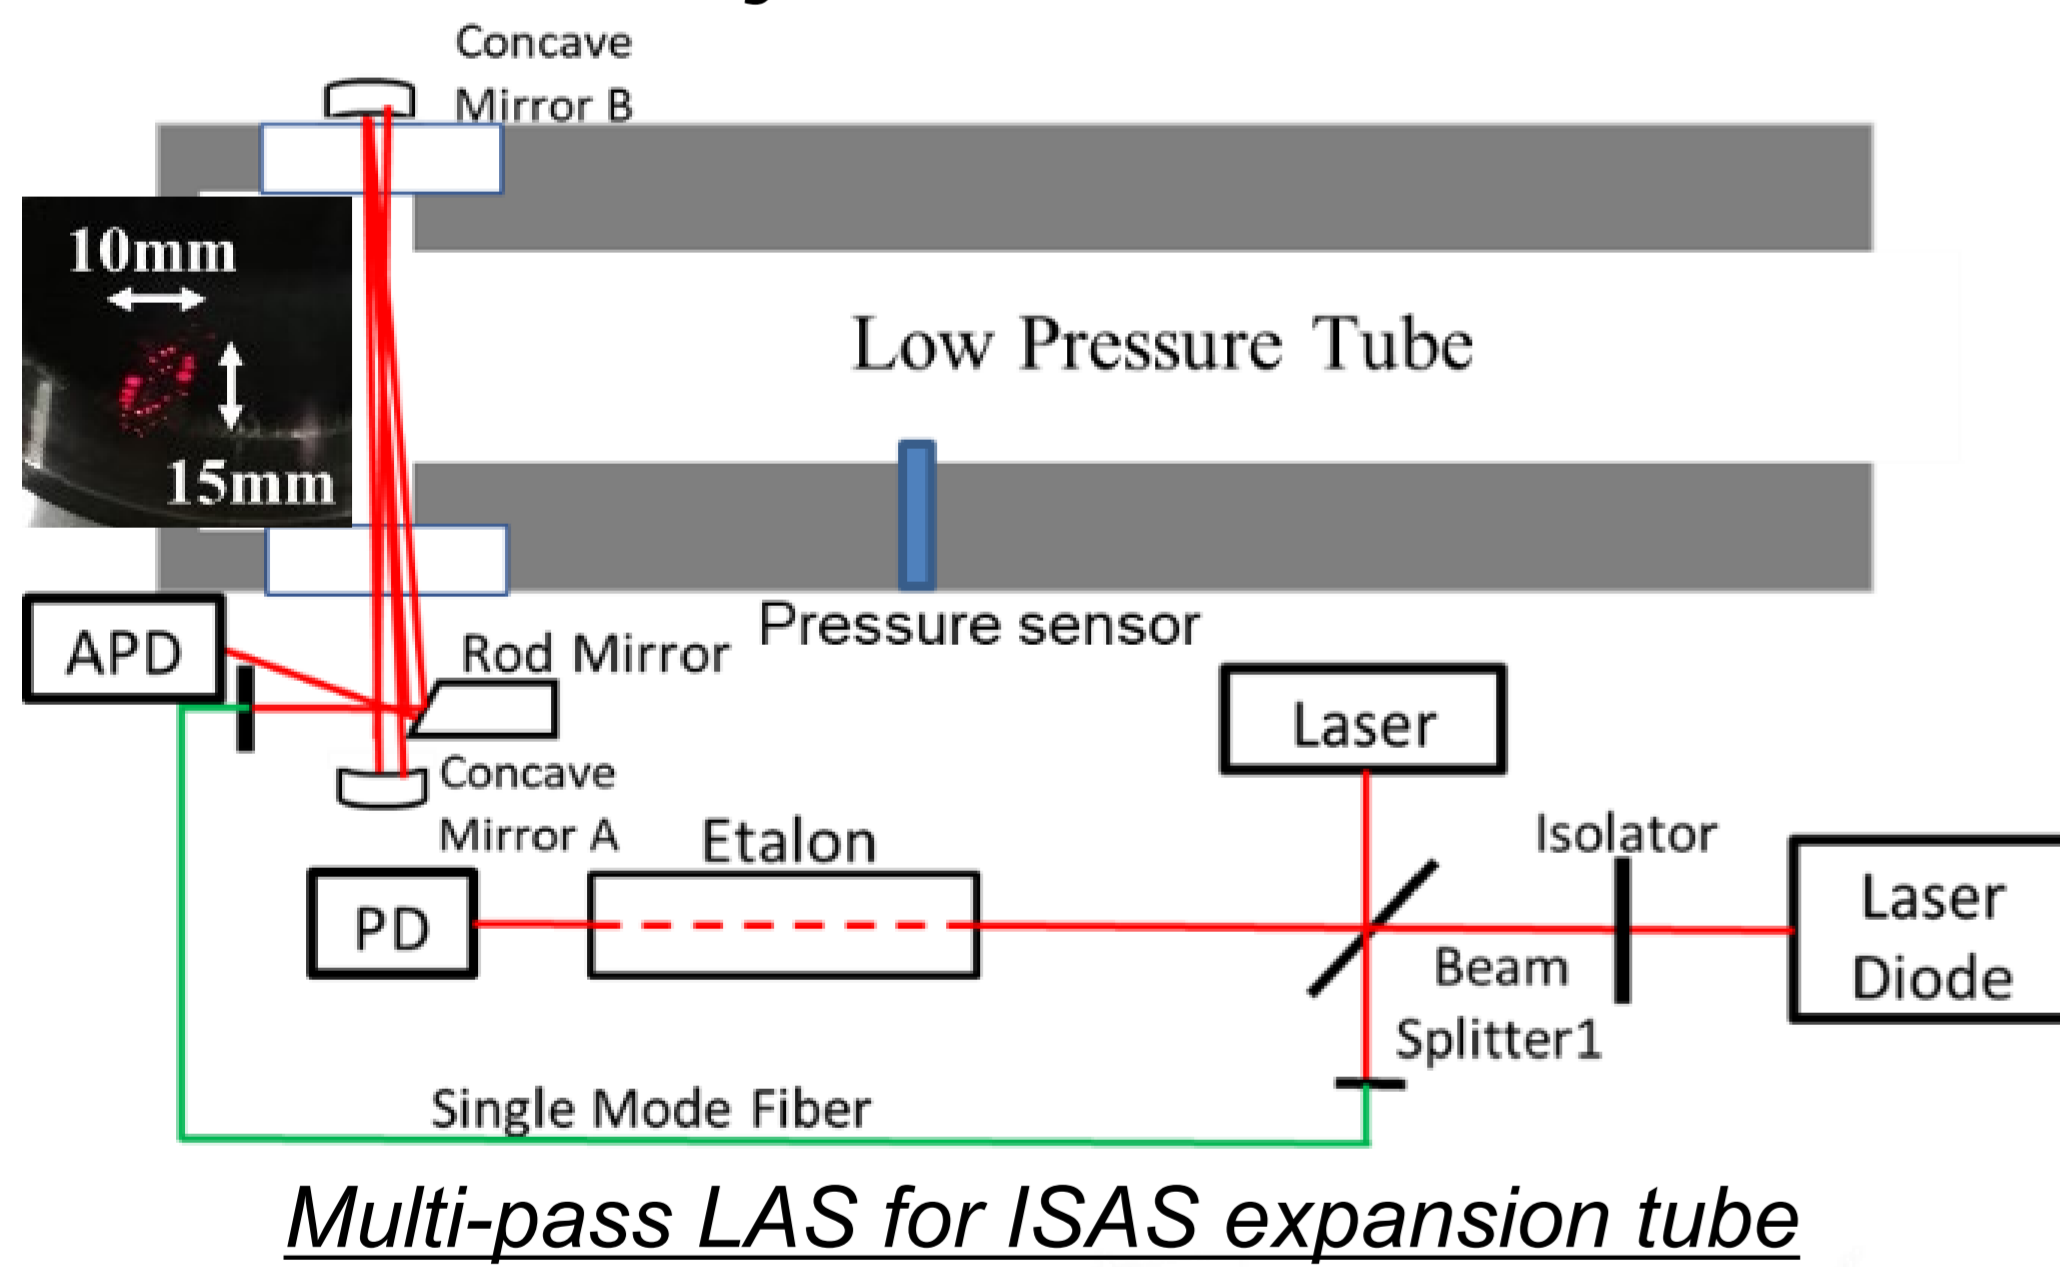 Concave
Mirror B
10mm
15mm
Low Pressure Tube
Pressure sensor
APD
Rod Mirror
Concave
Mirror A
Laser
Isolator
Etalon
PD
Laser
Diode
Beam
Splitter1
Single Mode Fiber
Multi-pass LAS for ISAS expansion tube